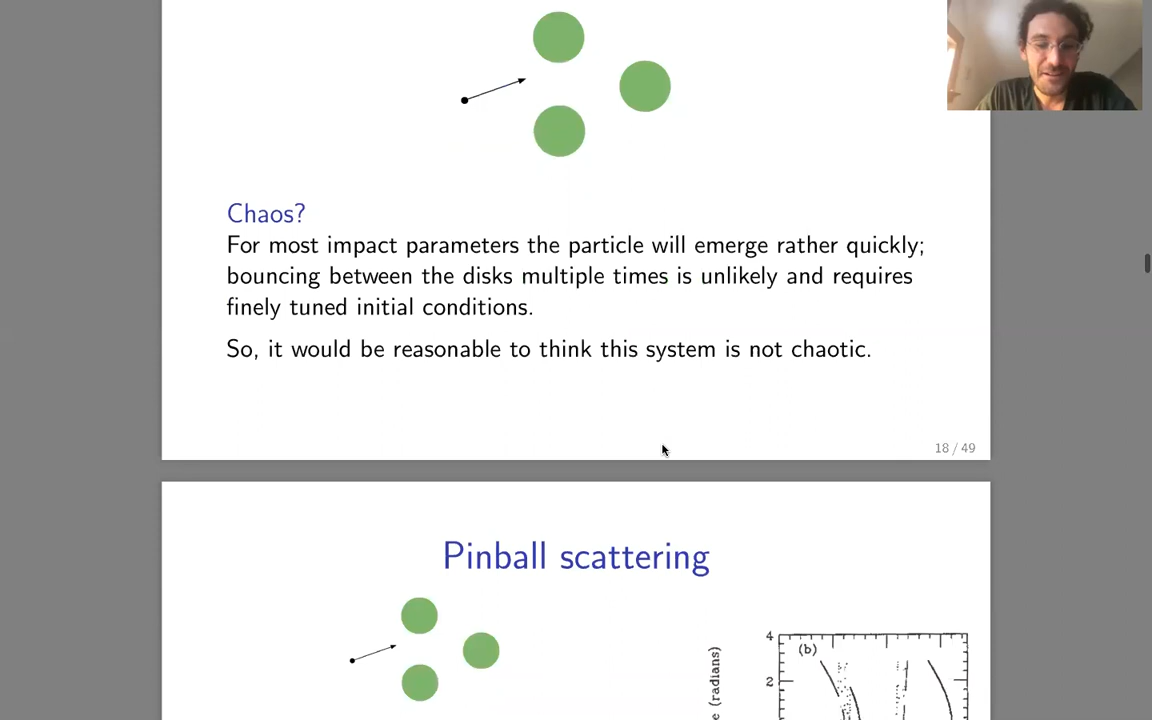 Chaos?
For most impact parameters the particle will emerge rather quickly;
bouncing between the disks multiple times is unlikely and requires
finely tuned initial conditions.
So, it would be reasonable to think this system is not chaotic.
18 / 49
Pinball scattering
4
(b)
2
e (radians)